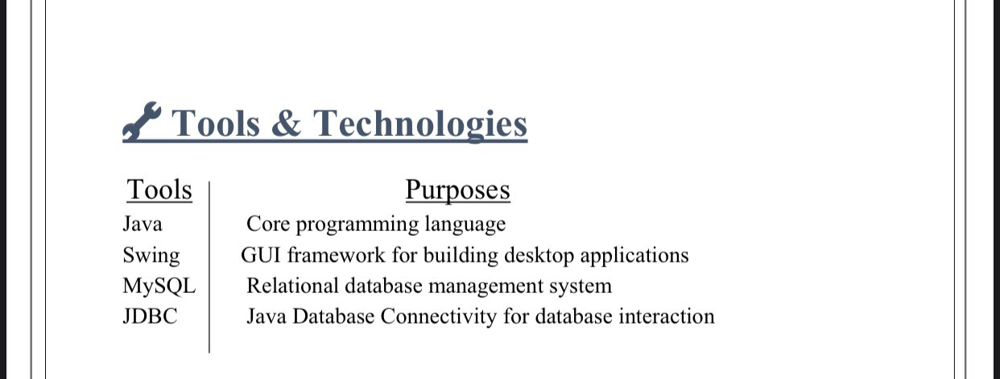 Tools & Technologies
Tools Purposes
Java Core programming language
Swing GUI framework for building desktop applications
MySQL Relational database management system
JDBC Java Database Connectivity for database interaction